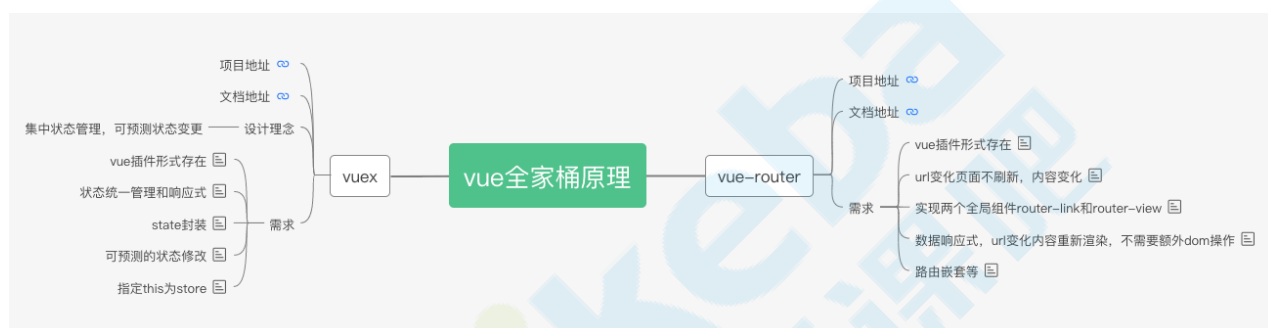 项目地址
文档地址
集中状态管理，可预测状态变更
设计理念
vue插件形式存在
状态统一管理和响应式
state封装
可预测的状态修改
指定this为store
需求
vuex
vue全家桶原理
vue-router
项目地址
文档地址
需求
vue插件形式存在
url变化页面不刷新，内容变化
实现两个全局组件router-link和router-view
数据响应式，url变化内容重新渲染，不需要额外dom操作
路由嵌套等